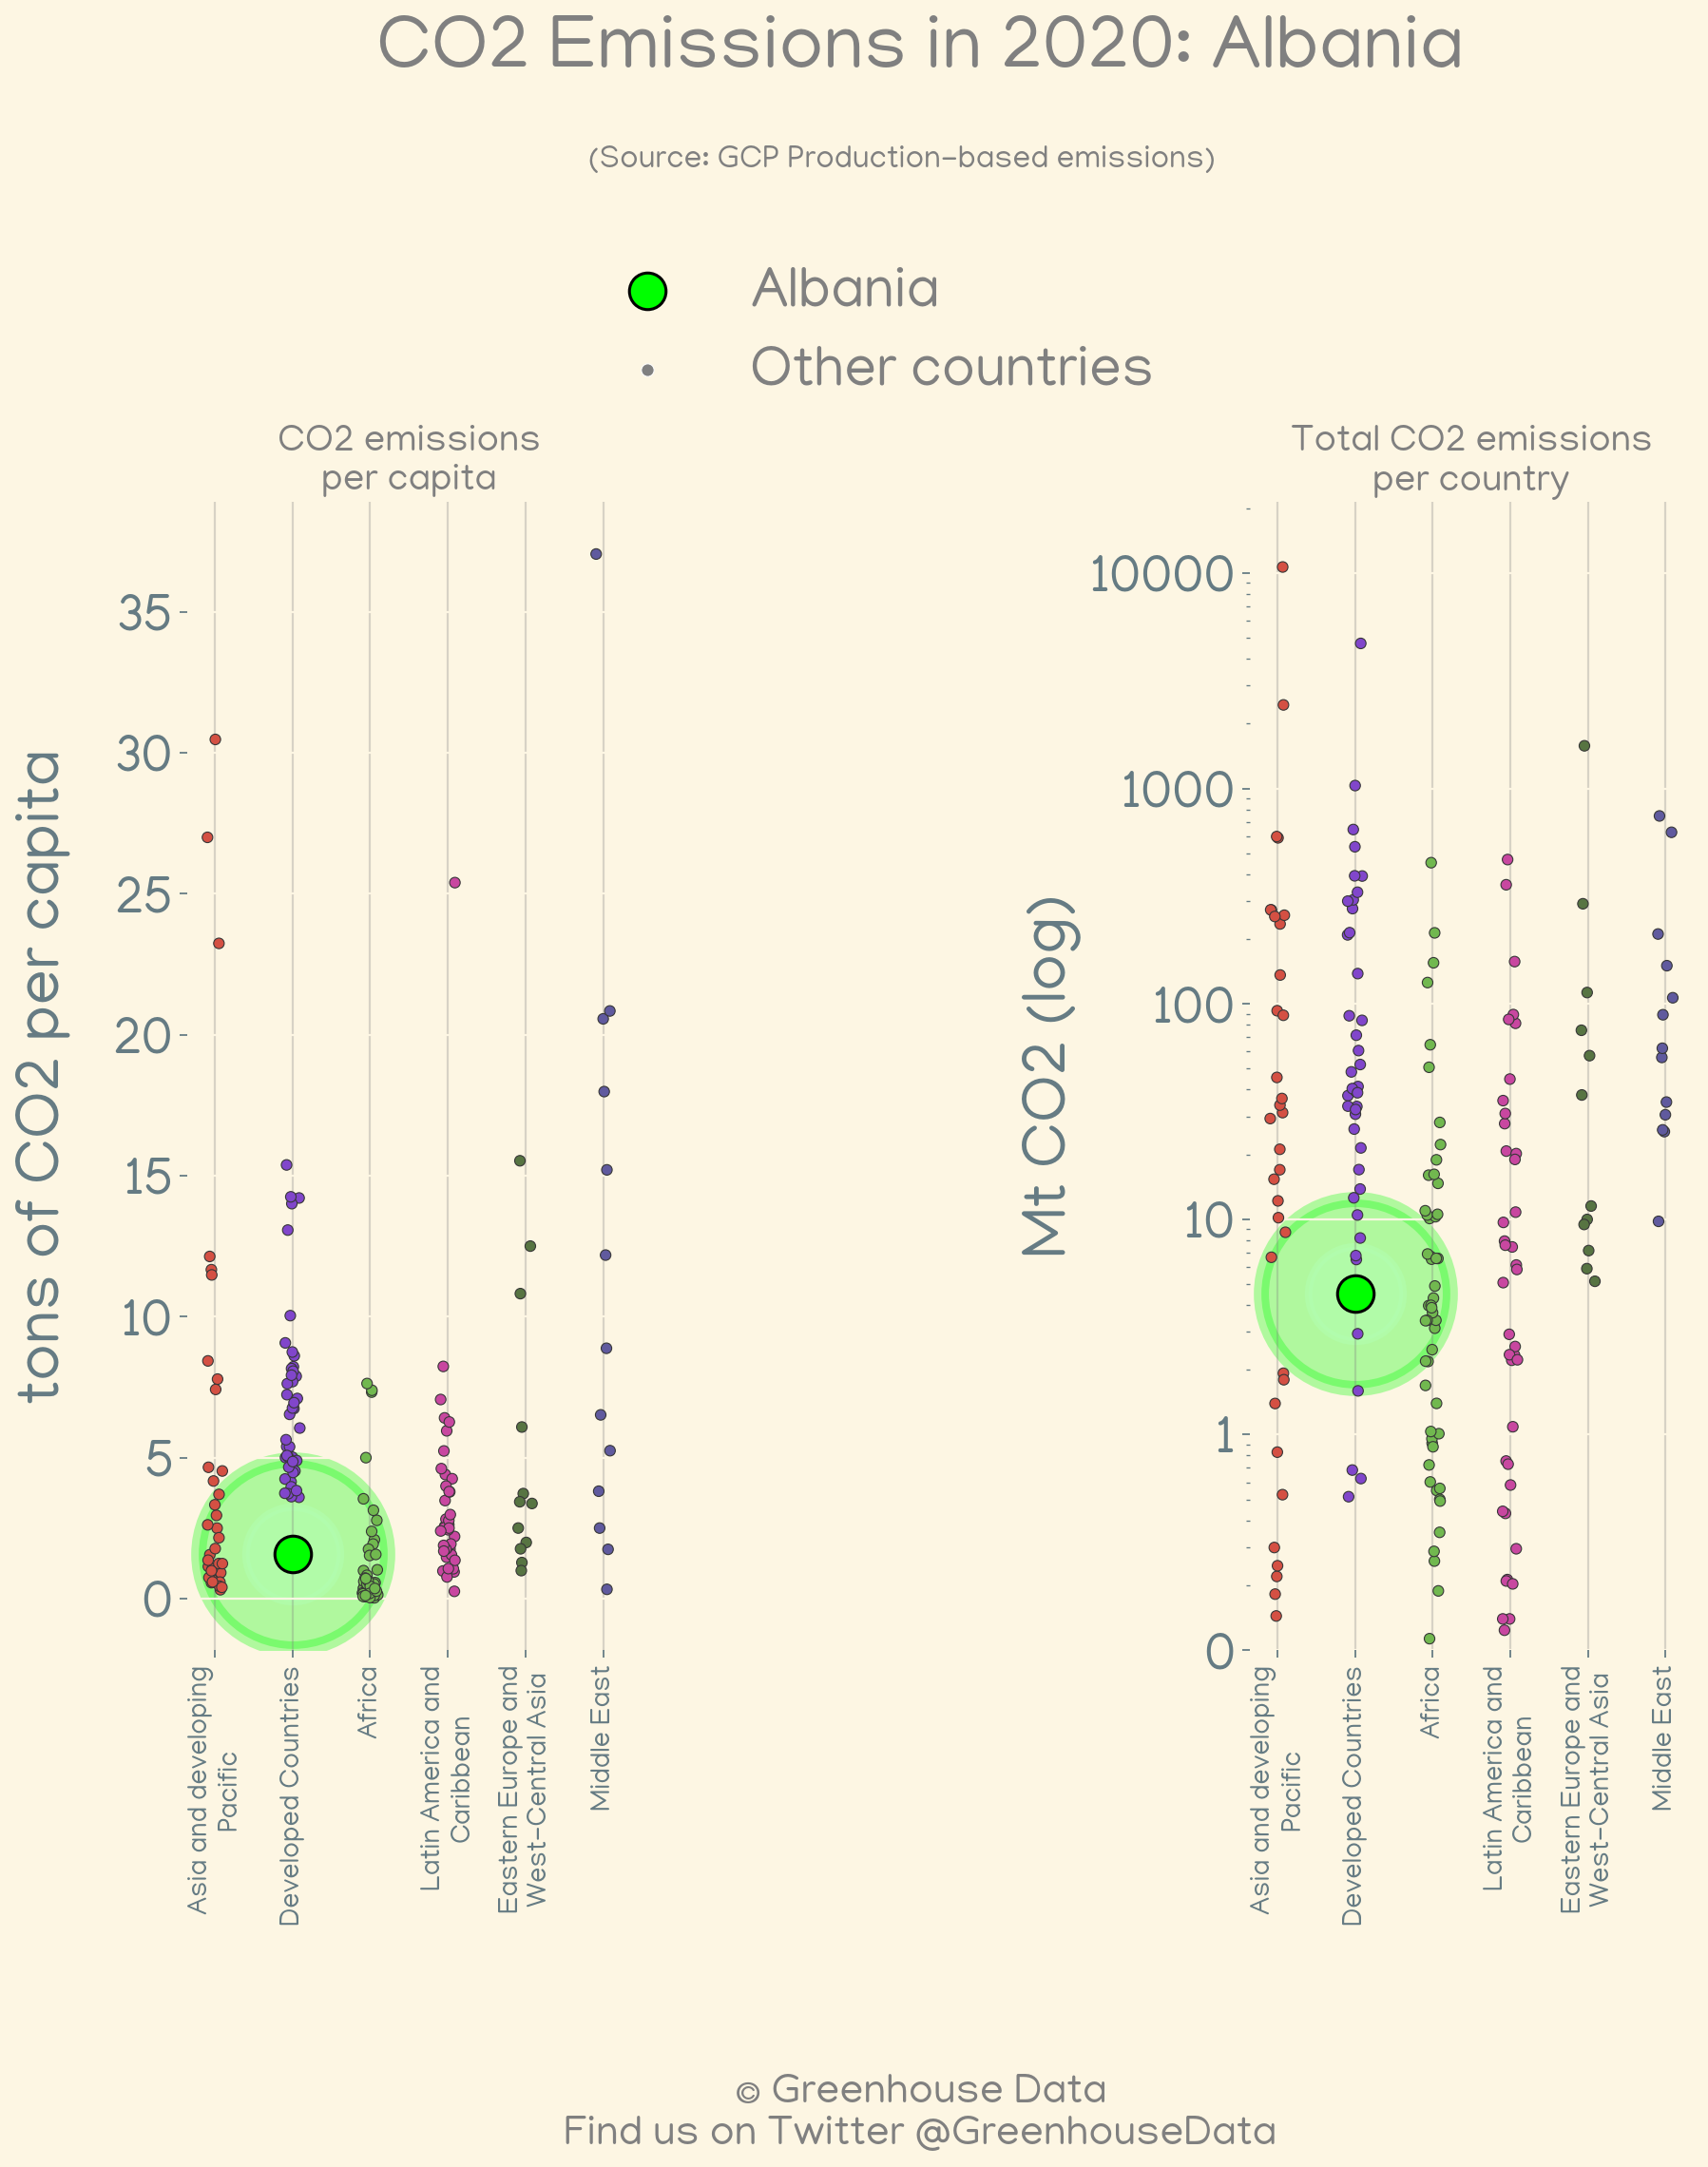 CO2 Emissions in 2020: Albania
(Source: GCP Production-based emissions)
Albania
Other countries
CO2 emissions
per capita
tons of CO2 per capita
35
30
25
20
15
10
5
0
Asia and developing
Pacific
Developed Countries
Africa
Latin America and
Caribbean
Eastern Europe and
West-Central Asia
Middle East
Total CO2 emissions
per country
Mt CO2 (log)
10000
1000
100
10
1
0
Asia and developing
Pacific
Developed Countries
Africa
Latin America and
Caribbean
Eastern Europe and
West-Central Asia
Middle East
© Greenhouse Data
Find us on Twitter @GreenhouseData